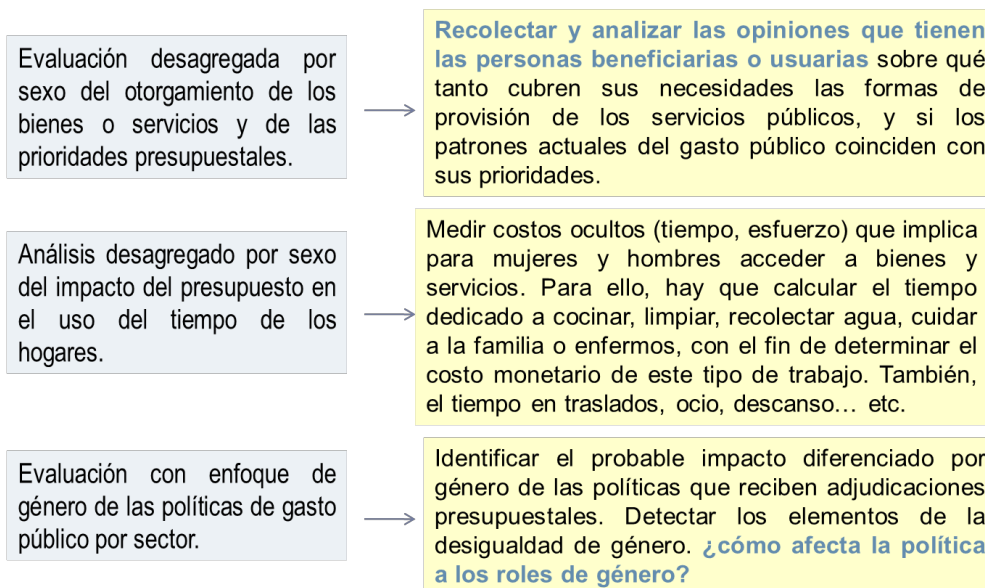 Evaluación desagregada por
sexo del otorgamiento de los
bienes o servicios y de las
prioridades presupuestales.
Recolectar y analizar las opiniones que tienen
las personas beneficiarias o usuarias sobre qué
tanto cubren sus necesidades las formas de
provisión de los servicios públicos, y si los
patrones actuales del gasto público coinciden con
sus prioridades.
Análisis desagregado por sexo
del impacto del presupuesto en
el uso del tiempo de los
hogares.
Medir costos ocultos (tiempo, esfuerzo) que implica
para mujeres y hombres acceder a bienes y
servicios. Para ello, hay que calcular el tiempo
dedicado a cocinar, limpiar, recolectar agua, cuidar
a la familia o enfermos, con el fin de determinar el
costo monetario de este tipo de trabajo. También,
el tiempo en traslados, ocio, descanso… etc.
Evaluación con enfoque de
género de las políticas de gasto
público por sector.
Identificar el probable impacto diferenciado por
género de las políticas que reciben adjudicaciones
presupuestales. Detectar los elementos de la
desigualdad de género. ¿cómo afecta la política
a los roles de género?